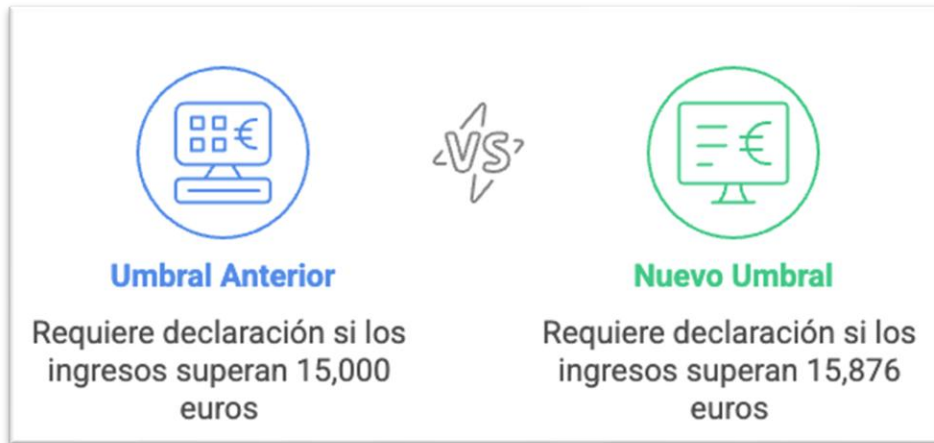 VS
Umbral Anterior
Requiere declaración si los
ingresos superan 15,000
euros
Nuevo Umbral
Requiere declaración si los
ingresos superan 15,876
euros